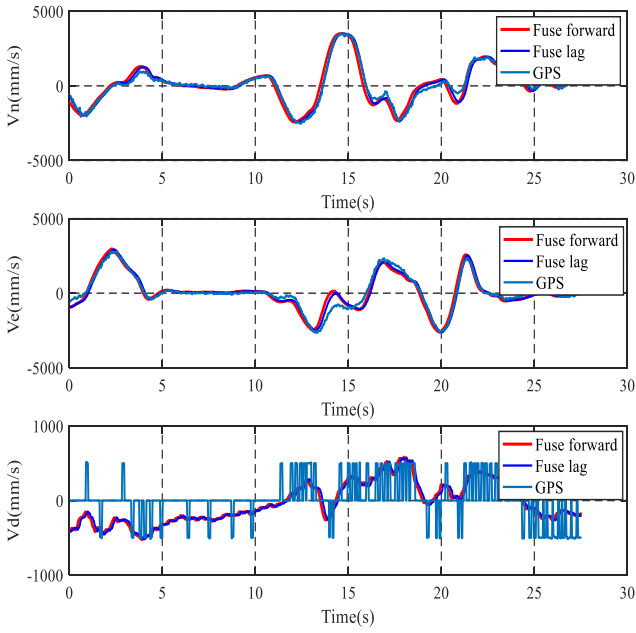 5000
0
-5000
Vn(mm/s)
Fuse forward
Fuse lag
GPS
0 5 10 15 20 25 30
Time(s)
5000
0
-5000
Ve(mm/s)
Fuse forward
Fuse lag
GPS
0 5 10 15 20 25 30
Time(s)
1000
0
-1000
Vd(mm/s)
Fuse forward
Fuse lag
GPS
0 5 10 15 20 25 30
Time(s)